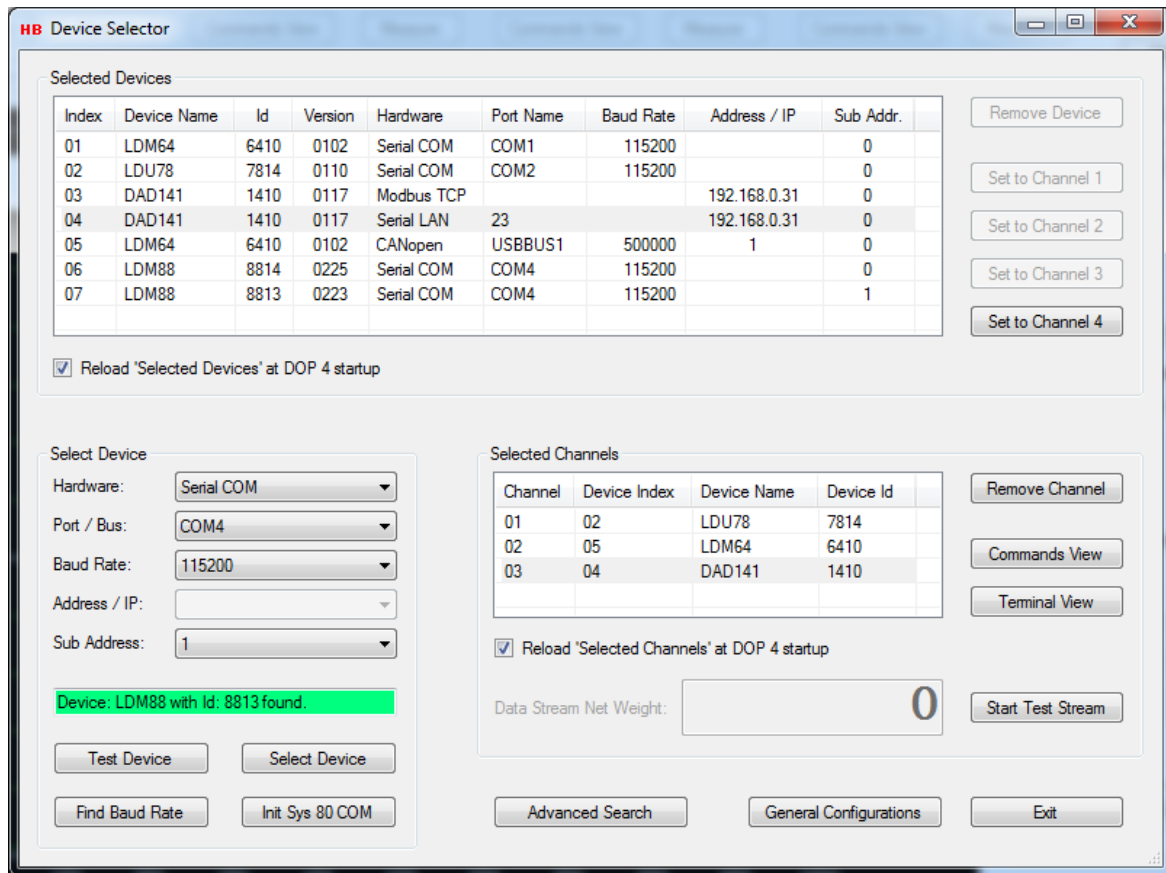 HB Device Selector
Selected Devices
Index Device Name Id Version Hardware Port Name Baud Rate Address / IP Sub Addr.
01 LDM64 6410 0102 Serial COM COM1 115200 0
02 LDU78 7814 0110 Serial COM COM2 115200 0
03 DAD141 1410 0117 Modbus TCP 192.168.0.31 0
04 DAD141 1410 0117 Serial LAN 23 192.168.0.31 0
05 LDM64 6410 0102 CANopen USBBUS1 500000 1 0
06 LDM88 8814 0225 Serial COM COM4 115200 0
07 LDM88 8813 0223 Serial COM COM4 115200 1
Remove Device
Set to Channel 1
Set to Channel 2
Set to Channel 3
Set to Channel 4
Reload 'Selected Devices' at DOP 4 startup
Select Device
Hardware: Serial COM
Port / Bus: COM4
Baud Rate: 115200
Address / IP:
Sub Address: 1
Device: LDM88 with Id: 8813 found.
Test Device Select Device
Find Baud Rate Init Sys 80 COM
Selected Channels
Channel Device Index Device Name Device Id
01 02 LDU78 7814
02 05 LDM64 6410
03 04 DAD141 1410
Remove Channel
Commands View
Terminal View
Reload 'Selected Channels' at DOP 4 startup
Data Stream Net Weight: 0 Start Test Stream
Advanced Search General Configurations Exit